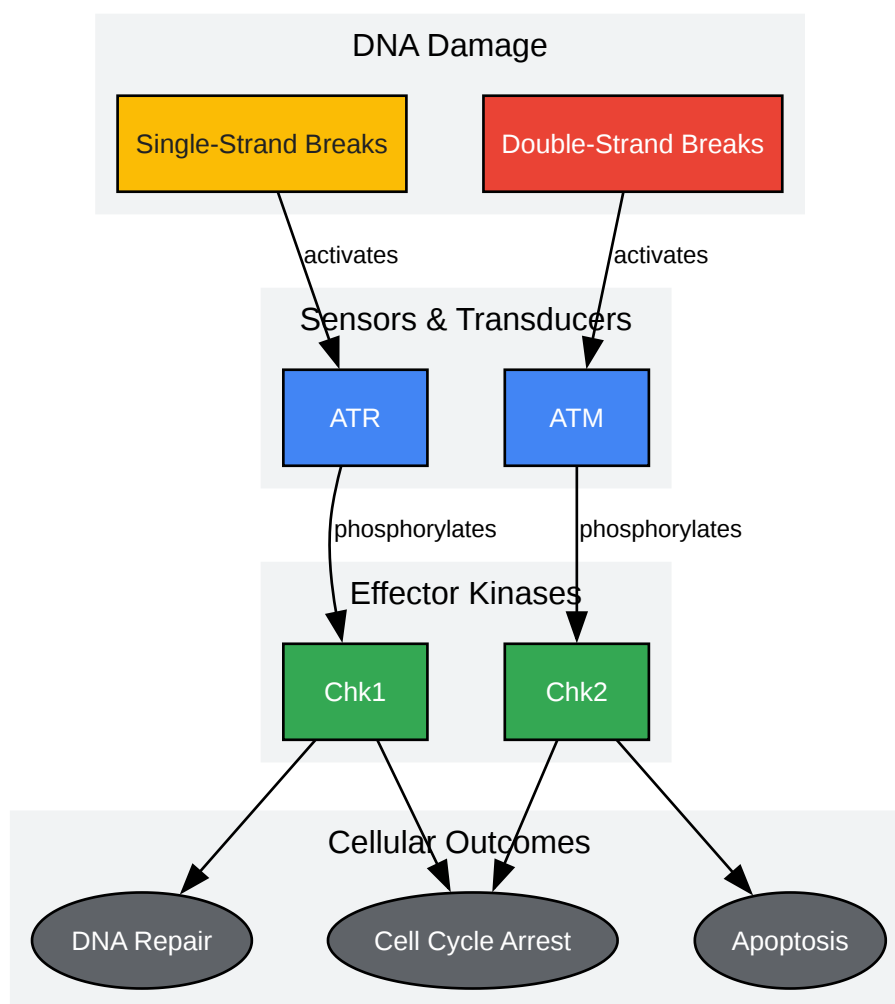 DNA Damage
Single-Strand Breaks
Double-Strand Breaks
activates
activates
Sensors & Transducers
ATR
ATM
phosphorylates
phosphorylates
Effector Kinases
Chk1
Chk2
Cellular Outcomes
DNA Repair
Cell Cycle Arrest
Apoptosis